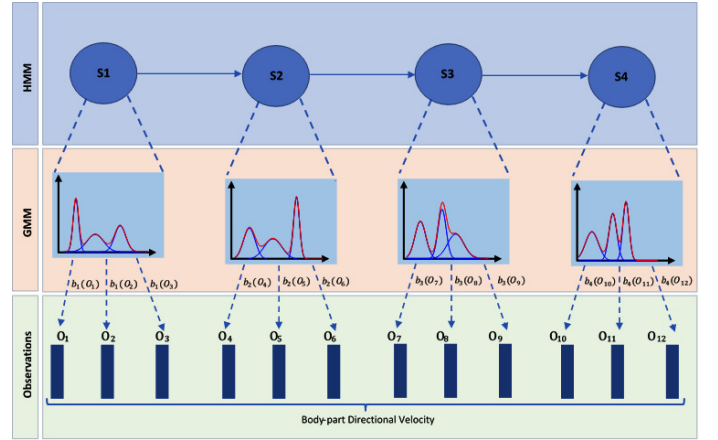 HMM
S1 S2 S3 S4
GMM
b₁(O₁) b₁(O₂) b₁(O₃) b₂(O₄) b₂(O₅) b₂(O₆) b₃(O₇) b₃(O₈) b₃(O₉) b₄(O₁₀) b₄(O₁₁) b₄(O₁₂)
Observations
O₁ O₂ O₃ O₄ O₅ O₆ O₇ O₈ O₉ O₁₀ O₁₁ O₁₂
Body-part Directional Velocity